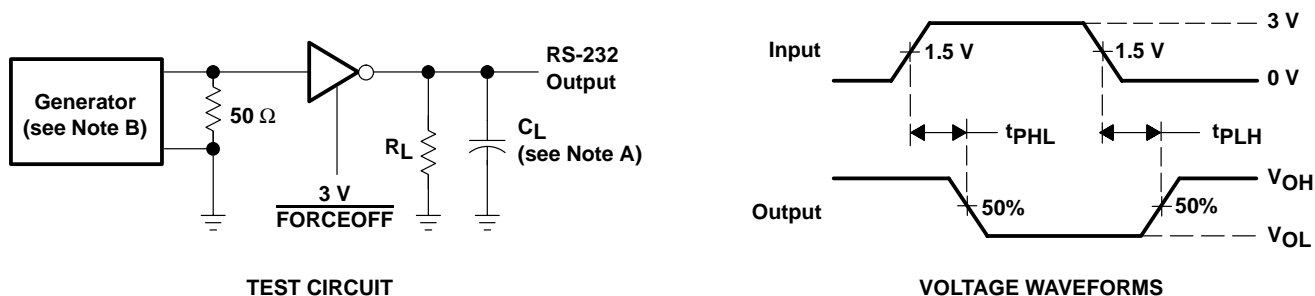 Generator
(see Note B)
50 Ω
RS-232
Output
RL
CL
(see Note A)
3 V
FORCEOFF
TEST CIRCUIT
Input
1.5 V
1.5 V
3 V
0 V
tPHL
tPLH
Output
50%
50%
VOH
VOL
VOLTAGE WAVEFORMS